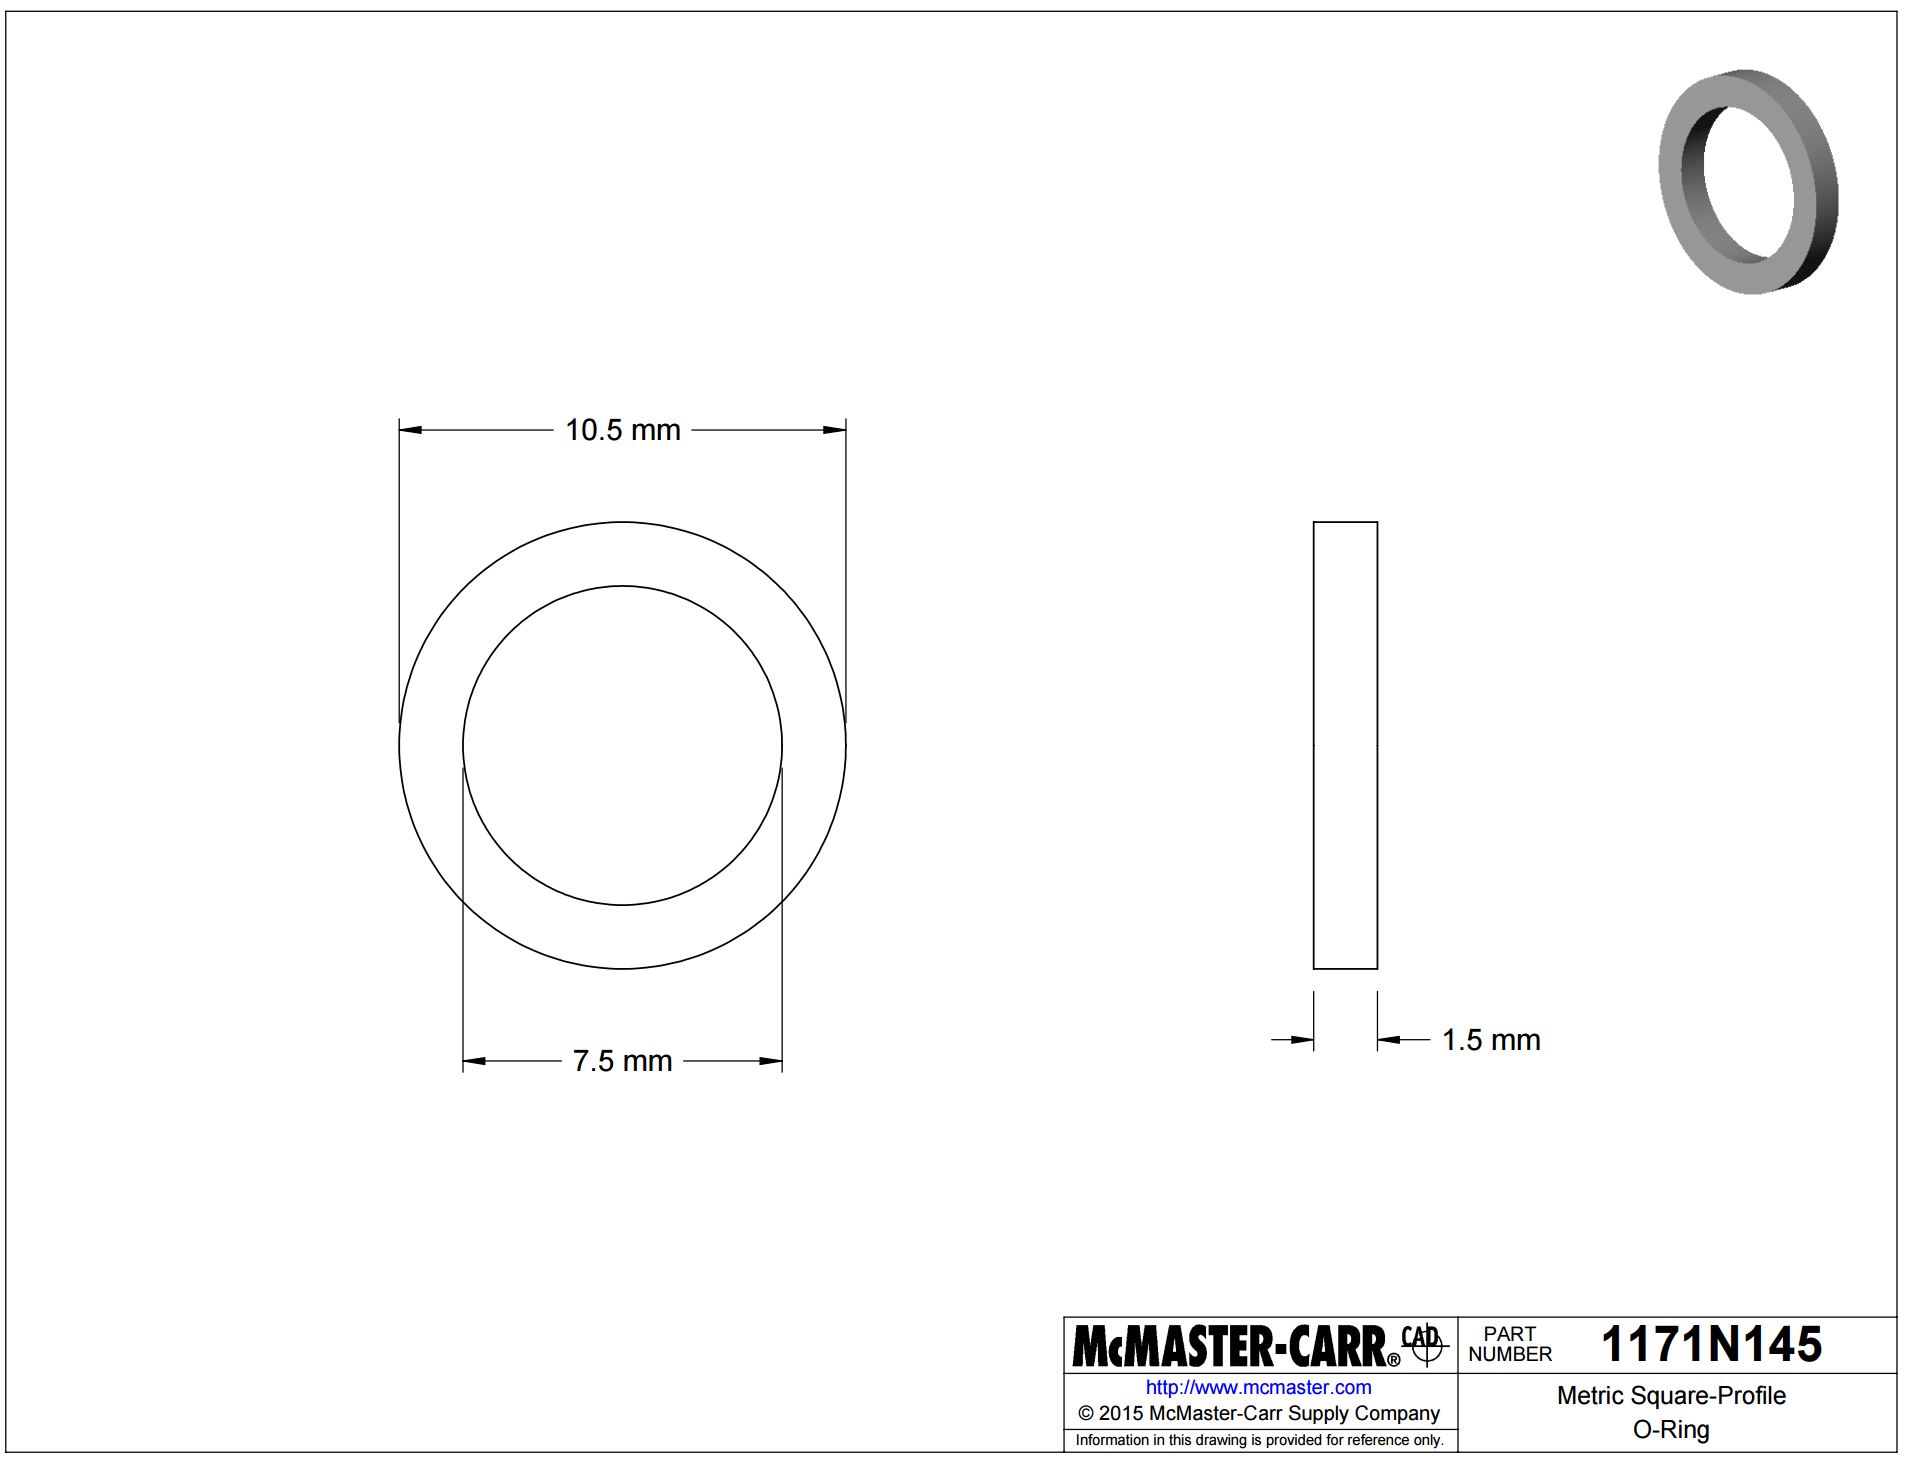 10.5 mm
7.5 mm
1.5 mm
McMASTER-CARR® CAD
http://www.mcmaster.com
© 2015 McMaster-Carr Supply Company
Information in this drawing is provided for reference only.
PART
NUMBER
1171N145
Metric Square-Profile
O-Ring